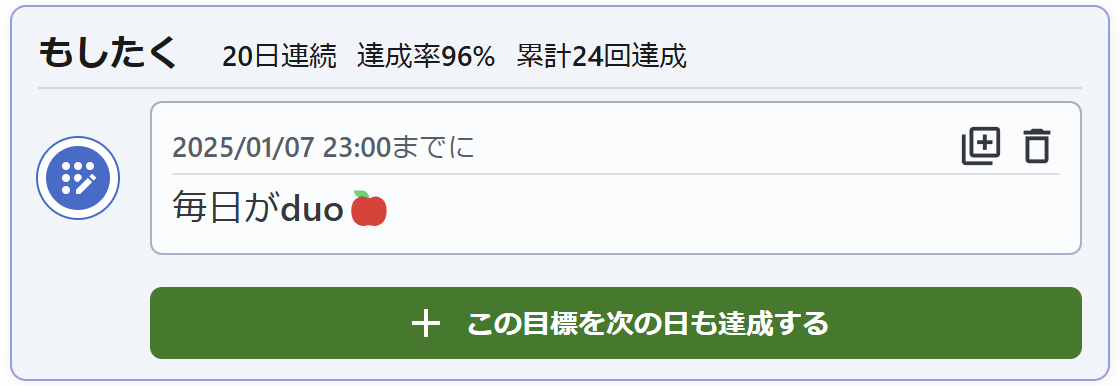 もしたく 20日連続 達成率96% 累計24回達成
2025/01/07 23:00までに
毎日がduo🍎
この目標を次の日も達成する